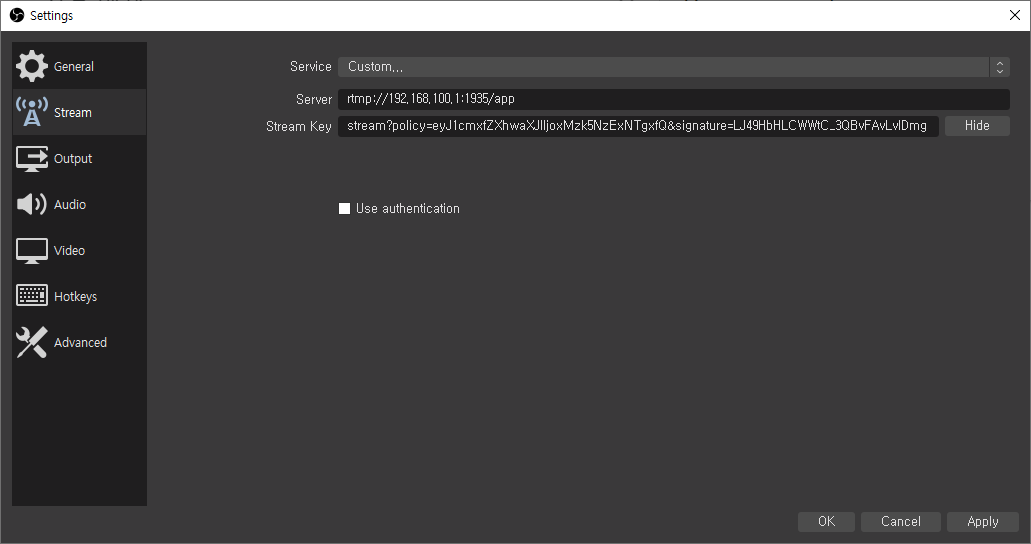 Settings
General
Stream
Output
Audio
Video
Hotkeys
Advanced
Service Custom...
Server rtmp://192.168.100.1:1935/app
Stream Key stream?policy=eyJ1cmxfZXhwaXJlIjoxMzk5NzExNTgxfQ&signature=LJ49HbHLCWWtC_3QBvFAvLvlDmg Hide
Use authentication
OK Cancel Apply